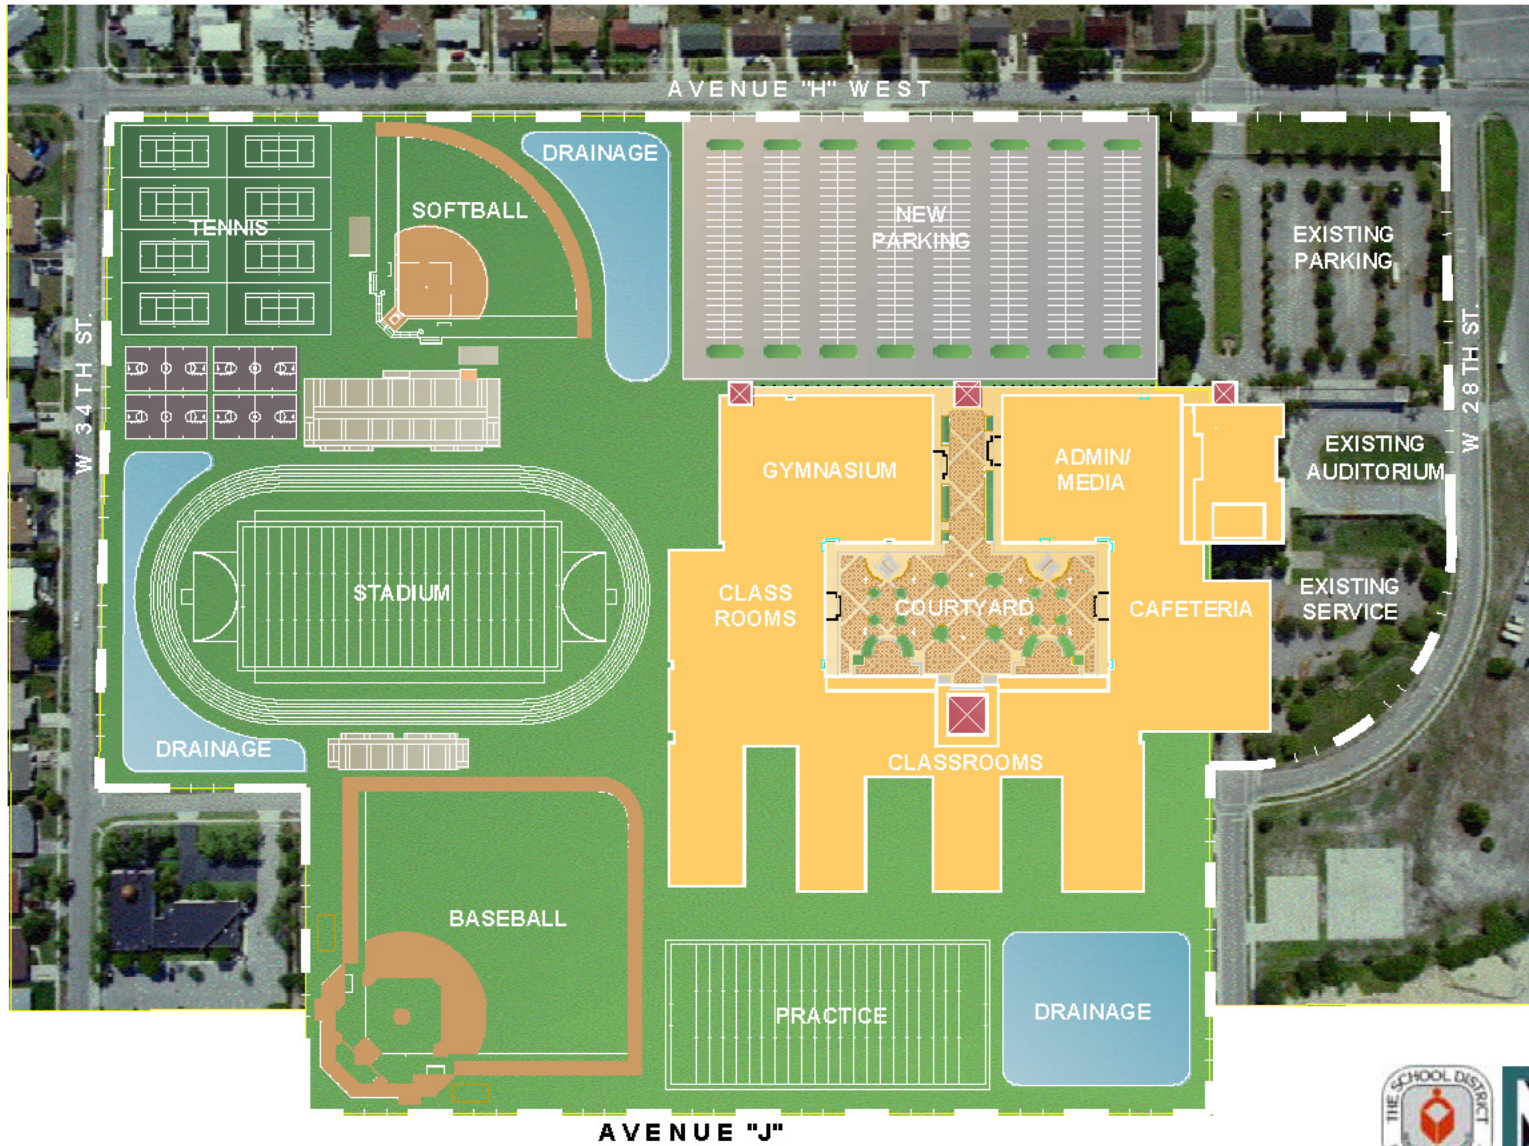 AVENUE "H" WEST
DRAINAGE
SOFTBALL
TENNIS
NEW
PARKING
EXISTING
PARKING
W 34TH ST.
W 28TH ST.
GYMNASIUM
ADMIN/
MEDIA
EXISTING
AUDITORIUM
STADIUM
CLASS
ROOMS
COURTYARD
CAFETERIA
EXISTING
SERVICE
DRAINAGE
CLASSROOMS
BASEBALL
PRACTICE
DRAINAGE
AVENUE "J"
THE SCHOOL DISTRICT